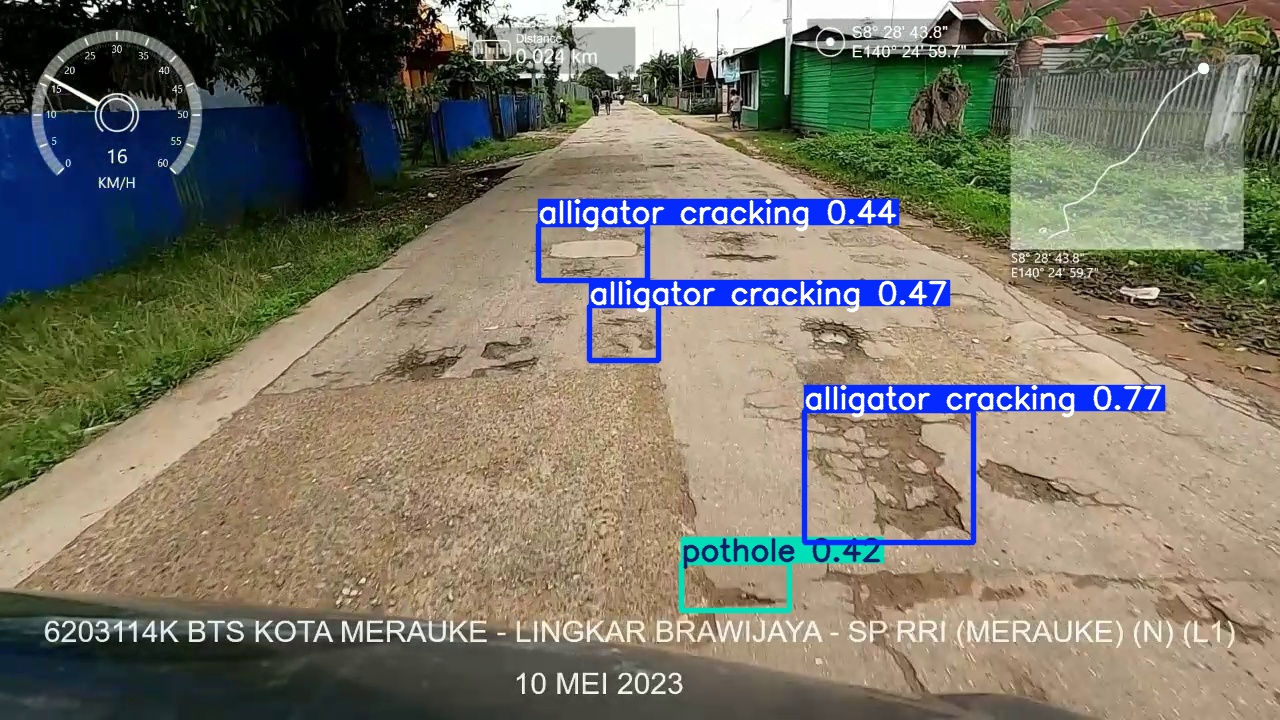 Distance
0.024 km
S8° 28' 43.8"
E140° 24' 59.7"
0
5
10
15
20
25
30
35
40
45
50
55
60
16
KM/H
S8° 28' 43.8"
E140° 24' 59.7"
alligator cracking 0.44
alligator cracking 0.47
alligator cracking 0.77
pothole 0.42
6203114K BTS KOTA MERAUKE - LINGKAR BRAWIJAYA - SP RRI (MERAUKE) (N) (L1)
10 MEI 2023